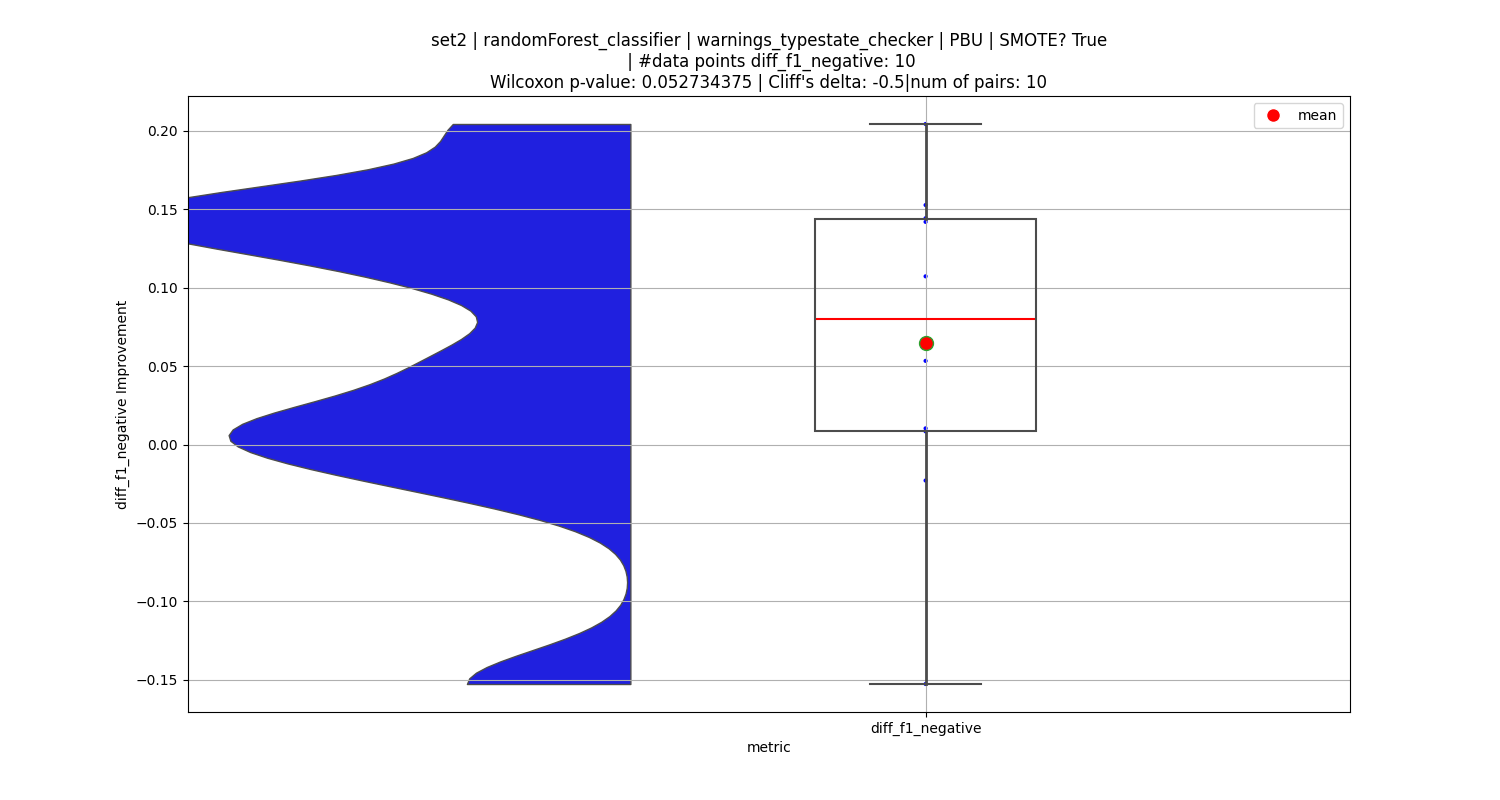 set2 | randomForest_classifier | warnings_typestate_checker | PBU | SMOTE? True
| #data points diff_f1_negative: 10
Wilcoxon p-value: 0.052734375 | Cliff's delta: -0.5|num of pairs: 10
mean
0.20
0.15
0.10
0.05
0.00
−0.05
−0.10
−0.15
diff_f1_negative Improvement
diff_f1_negative
metric